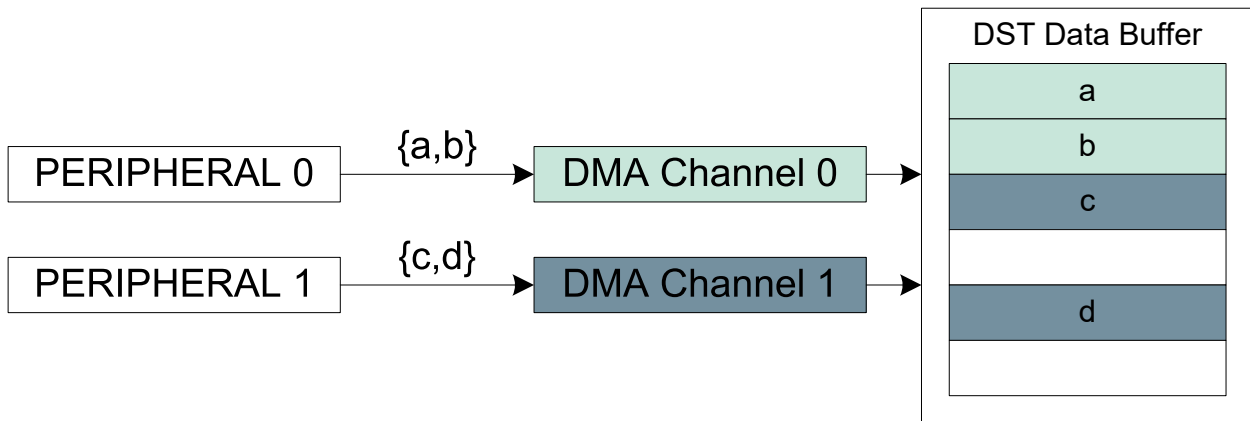 DST Data Buffer
a
{a,b}
b
PERIPHERAL 0
DMA Channel 0
c
{c,d}
PERIPHERAL 1
DMA Channel 1
d